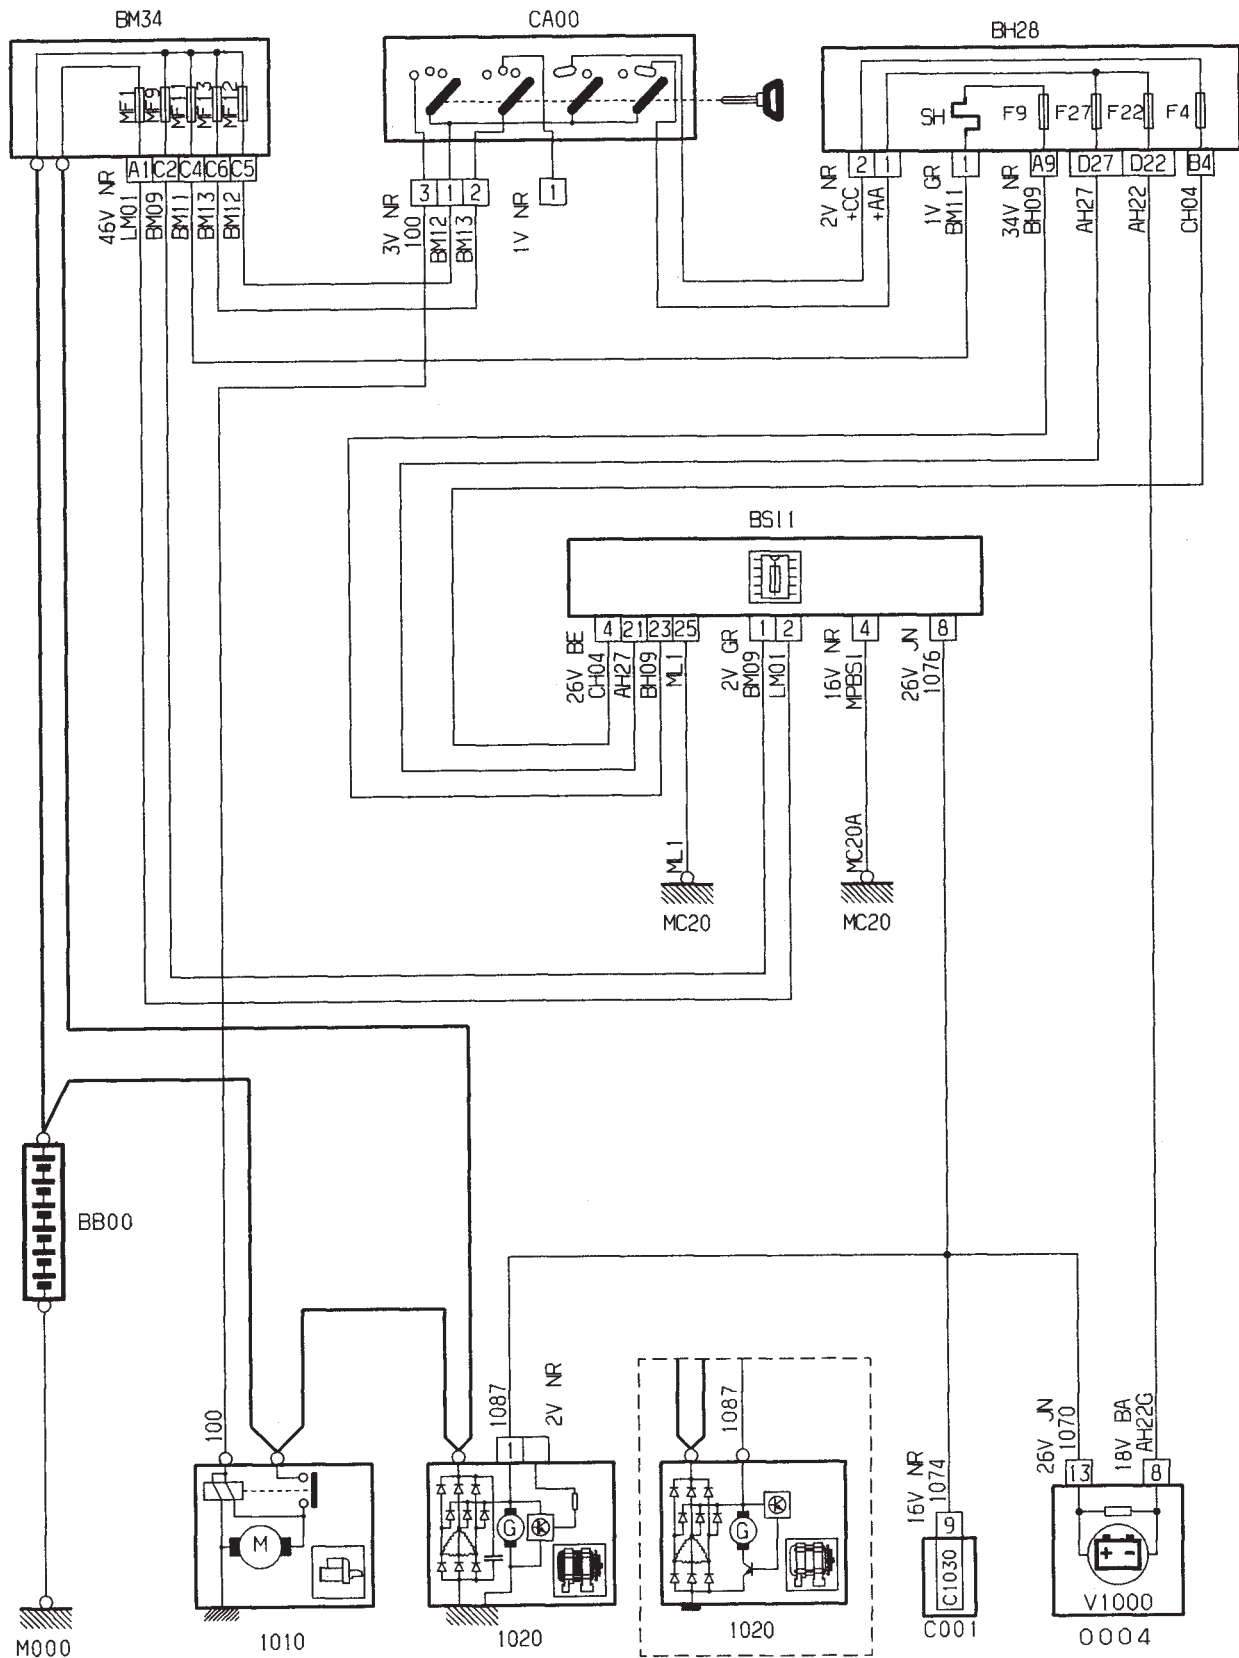 BM34
CA00
BH28
MF1
MF9
MF11
MF13
MF12
SH
F9
F27
F22
F4
A1 C2 C4 C6 C5
3 1 2
1
2 1
1
A9
D27
D22
B4
46V NR
LM01
BM09
BM11
BM13
BM12
3V NR
100
BM12
BM13
1V NR
2V NR
+CC
+AA
1V GR
BM11
34V NR
BH09
AH27
AH22
CH04
BSI1
4 21 23 25
1 2
4
8
26V BE
CH04
AH27
BH09
ML1
2V GR
BM09
LM01
16V NR
MPBSI
26V JN
1076
ML1
MC20A
MC20
MC20
BB00
100
1087
2V NR
1087
16V NR
1074
26V JN
1070
18V BA
AH22G
1
13
8
9
M
G
G
C1030
+ -
V1000
M000
1010
1020
1020
C001
0004